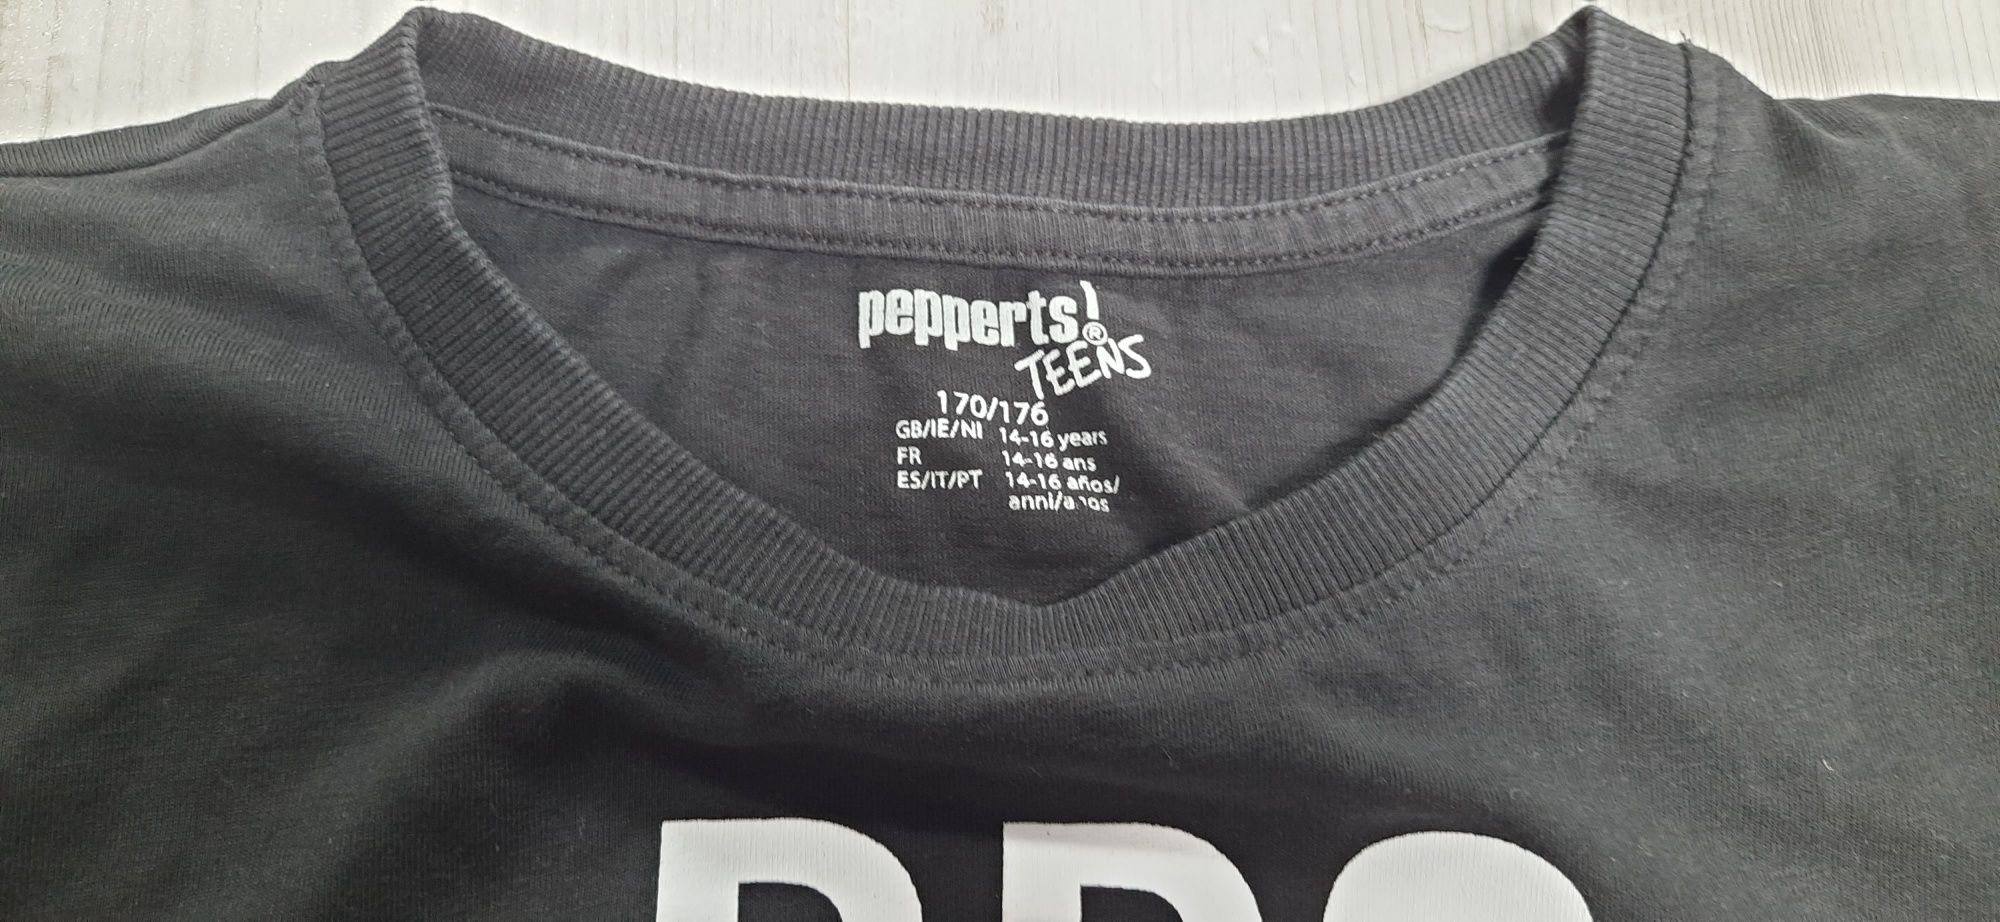 pepperts!®
TEENS
170/176
GB/IE/NI 14-16 years
FR 14-16 ans
ES/IT/PT 14-16 años/
anni/anos